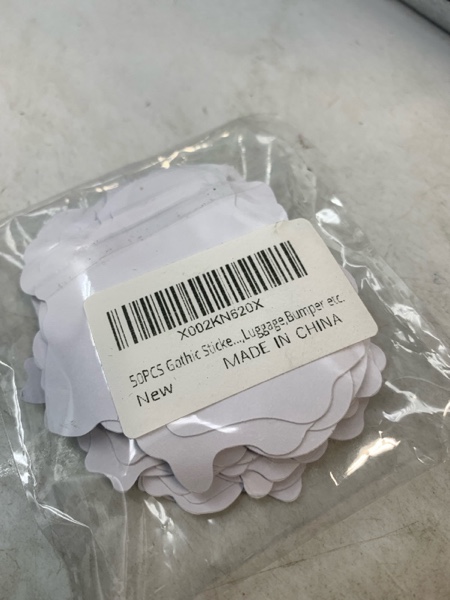 X002KN620X
50PCS Gothic Sticke...,Luggage,Bumper etc.
New
MADE IN CHINA